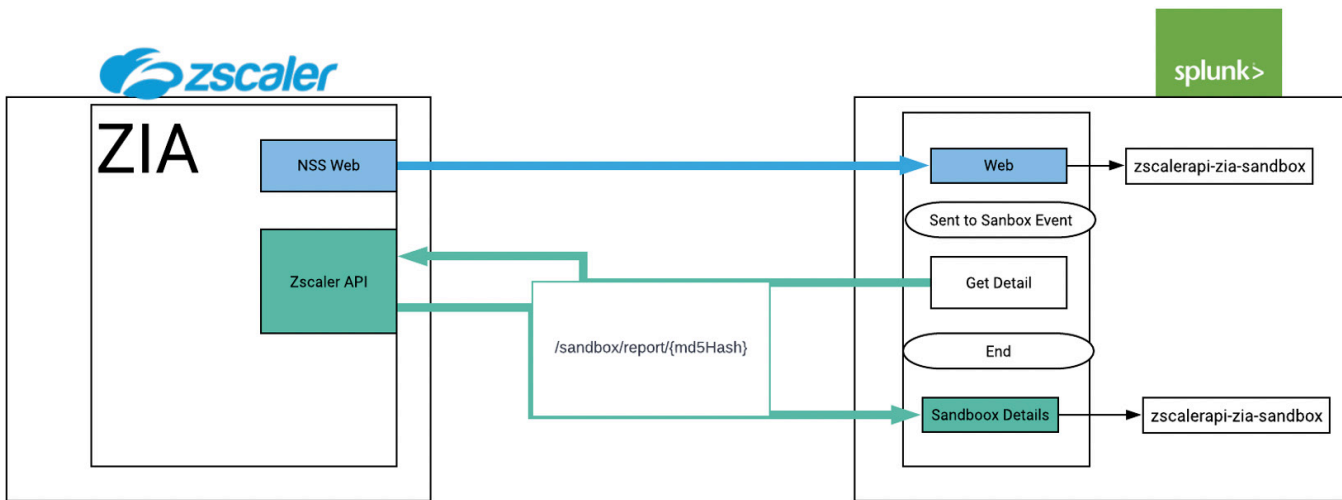 zscaler
splunk>
ZIA
NSS Web
Web
zscalerapi-zia-sandbox
Sent to Sanbox Event
Zscaler API
Get Detail
/sandbox/report/{md5Hash}
End
Sandboox Details
zscalerapi-zia-sandbox